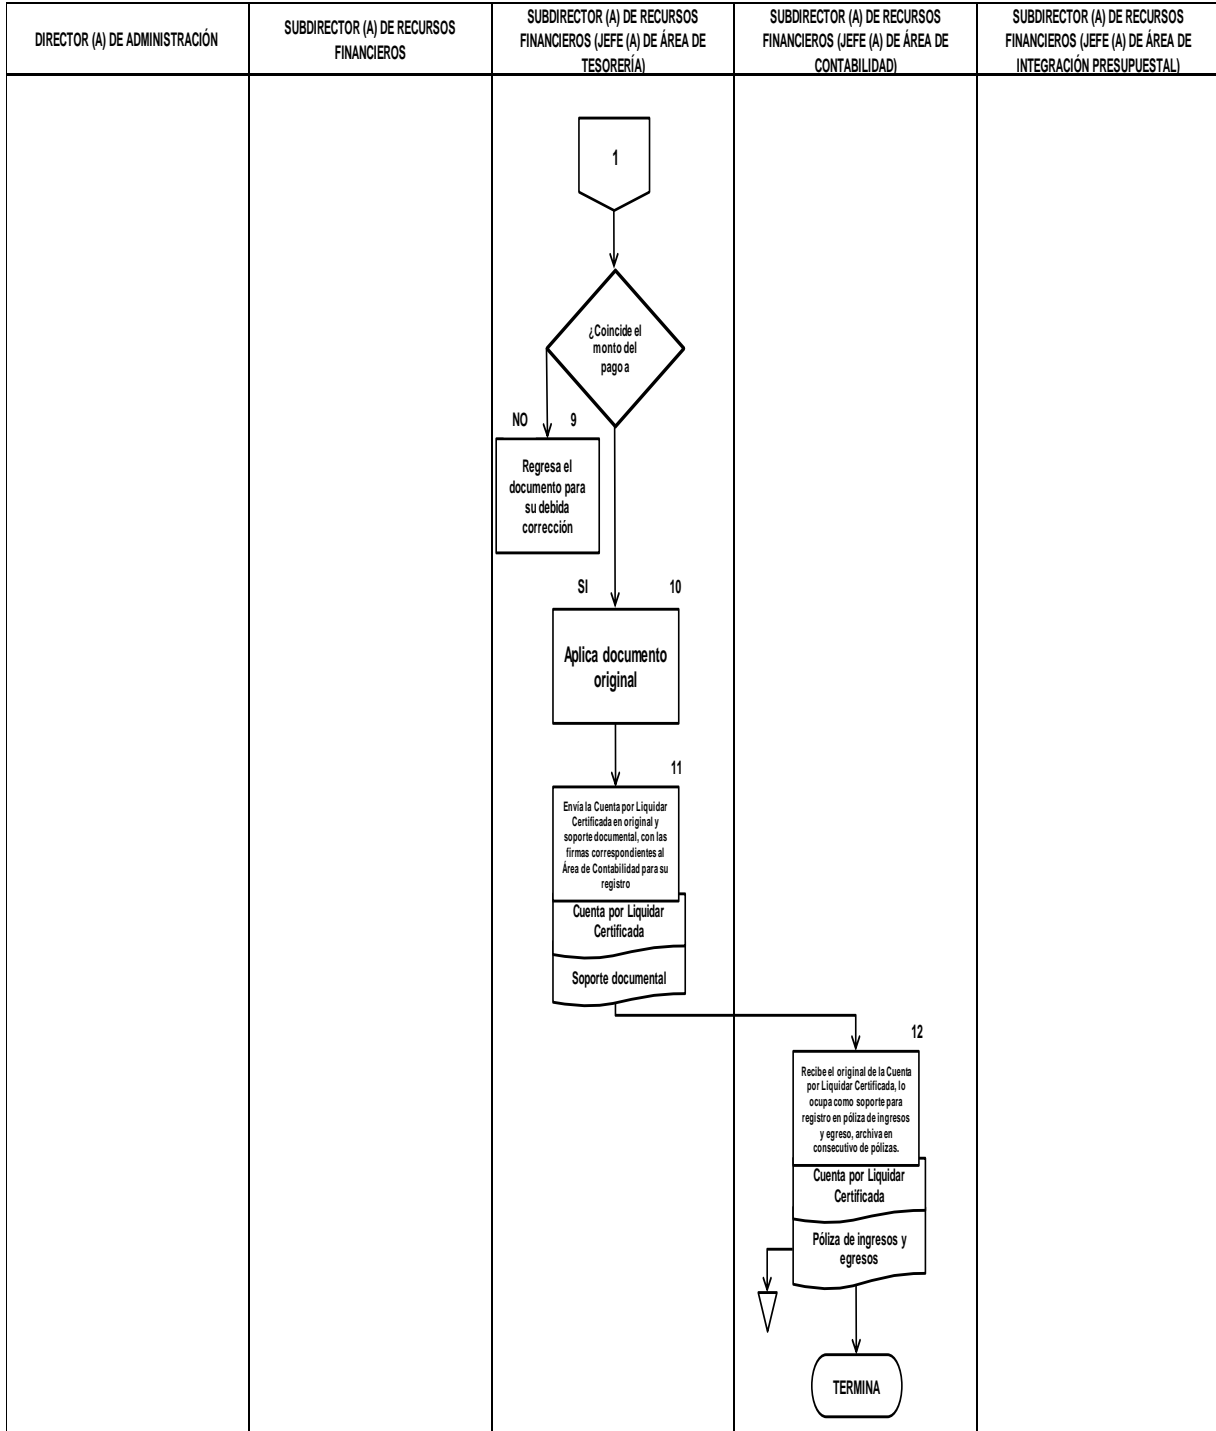 DIRECTOR (A) DE ADMINISTRACIÓN
SUBDIRECTOR (A) DE RECURSOS
FINANCIEROS
SUBDIRECTOR (A) DE RECURSOS
FINANCIEROS (JEFE (A) DE ÁREA DE
TESORERÍA)
SUBDIRECTOR (A) DE RECURSOS
FINANCIEROS (JEFE (A) DE ÁREA DE
CONTABILIDAD)
SUBDIRECTOR (A) DE RECURSOS
FINANCIEROS (JEFE (A) DE ÁREA DE
INTEGRACIÓN PRESUPUESTAL)
1
¿Coincide el
monto del
pago a
NO
9
Regresa el
documento para
su debida
corrección
SI
10
Aplica documento
original
11
Envía la Cuenta por Liquidar
Certificada en original y
soporte documental, con las
firmas correspondientes al
Área de Contabilidad para su
registro
Cuenta por Liquidar
Certificada
Soporte documental
12
Recibe el original de la Cuenta
por Liquidar Certificada, lo
ocupa como soporte para
registro en póliza de ingresos
y egreso, archiva en
consecutivo de pólizas.
Cuenta por Liquidar
Certificada
Póliza de ingresos y
egresos
TERMINA